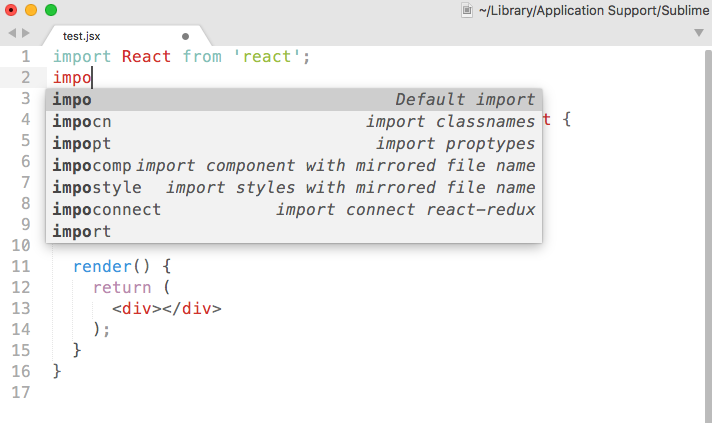 ~/Library/Application Support/Sublime
test.jsx
1 import React from 'react';
2 impo
3 impo Default import
4 impocn import classnames t {
5 impopt import proptypes
6 impocomp import component with mirrored file name
7 impostyle import styles with mirrored file name
8 impoconnect import connect react-redux
9 import
10
11 render() {
12 return (
13 <div></div>
14 );
15 }
16 }
17